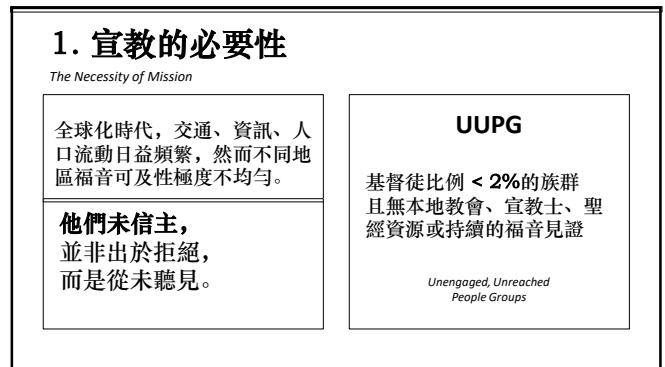 1. 宣教的必要性
The Necessity of Mission
全球化時代，交通、資訊、人
口流動日益頻繁，然而不同地
區福音可及性極度不均勻。
他們未信主，
並非出於拒絕，
而是從未聽見。
UUPG
基督徒比例 < 2%的族群
且無本地教會、宣教士、聖
經資源或持續的福音見證
Unengaged, Unreached
People Groups